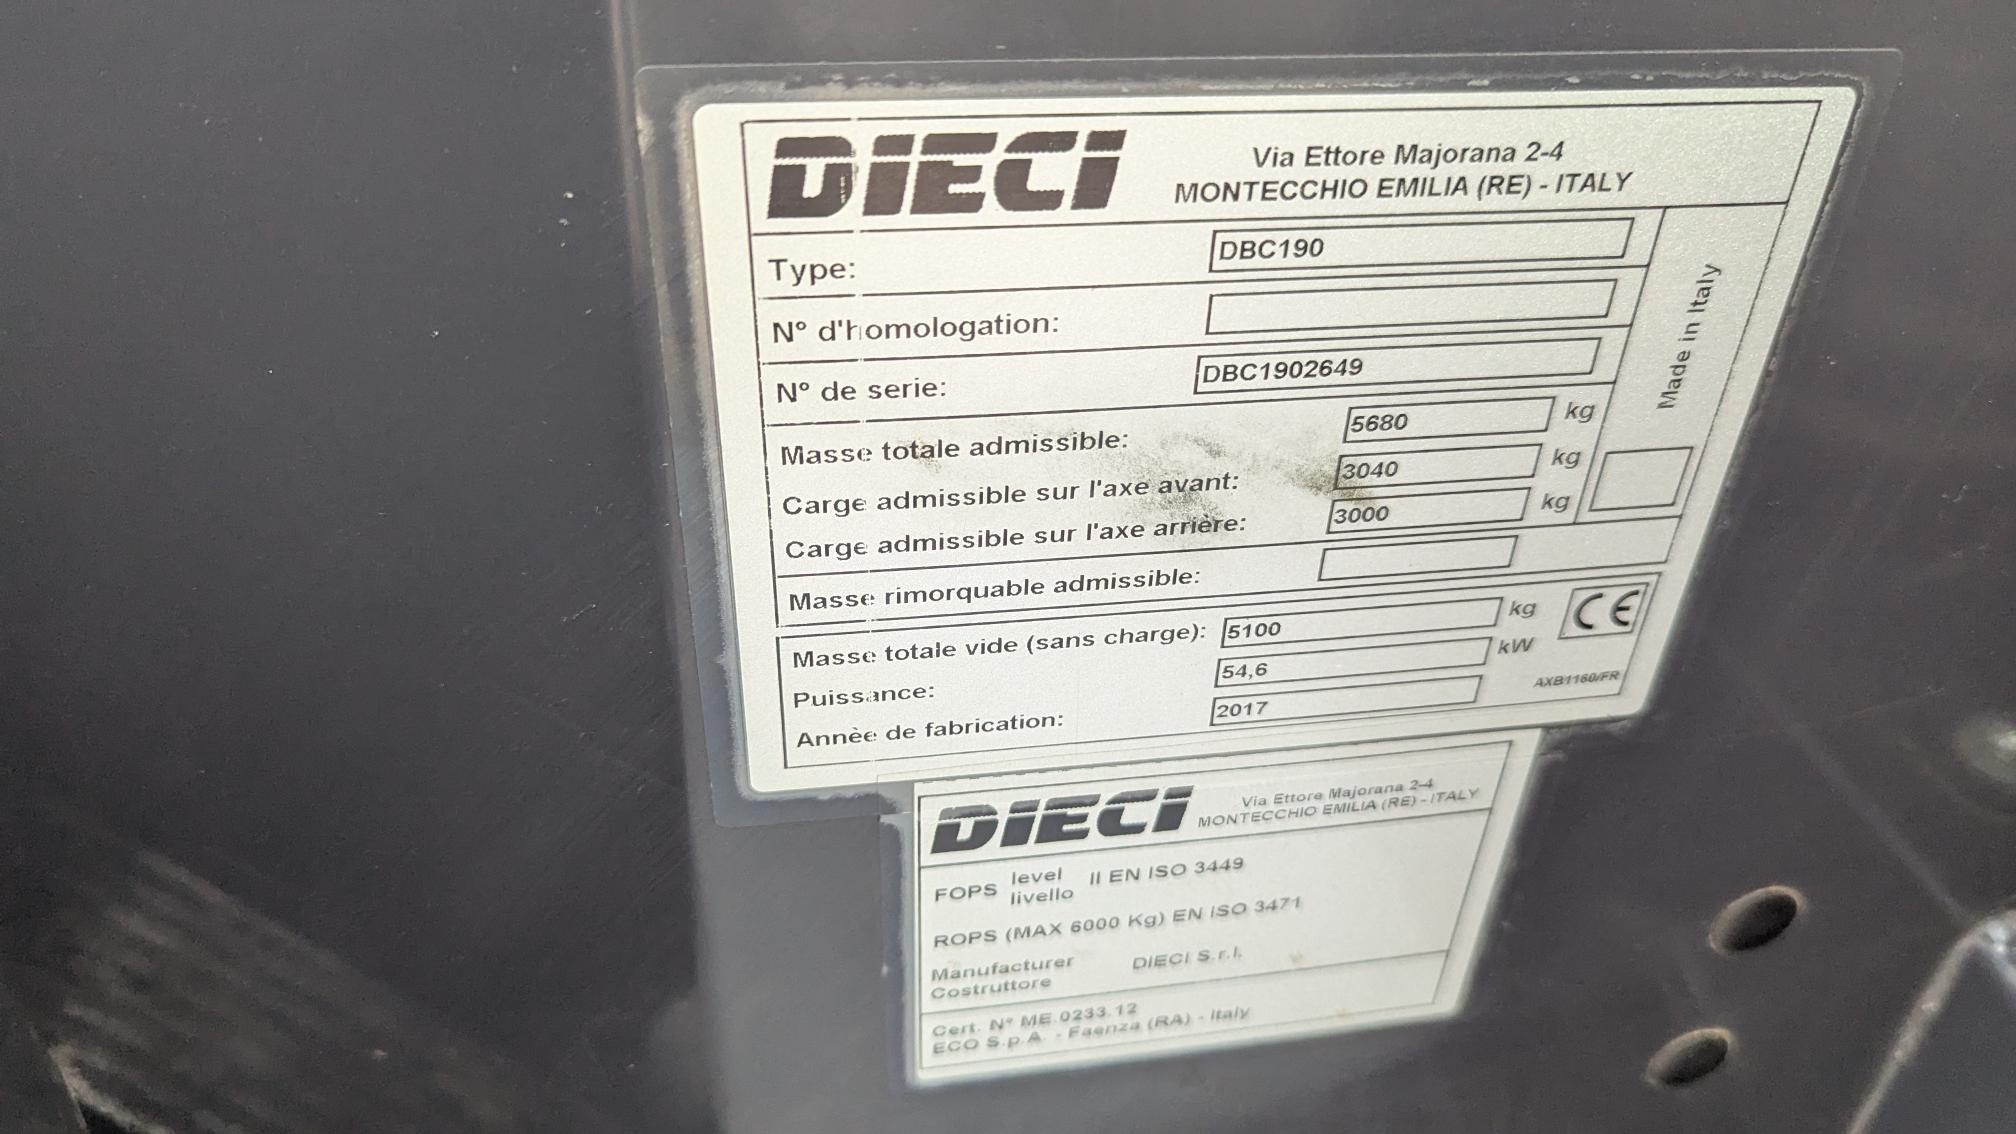 DIECI
Via Ettore Majorana 2-4
MONTECCHIO EMILIA (RE) - ITALY
Type: DBC190
N° d'homologation:
N° de serie: DBC1902649
Masse totale admissible: 5680 kg
Carge admissible sur l'axe avant: 3040 kg
Carge admissible sur l'axe arrière: 3000 kg
Masse rimorquable admissible:
Masse totale vide (sans charge): 5100 kg
Puissance: 54,6 kW
Annèe de fabrication: 2017
Made in Italy
CE
AXB1160/FR
DIECI
Via Ettore Majorana 2-4
MONTECCHIO EMILIA (RE) - ITALY
FOPS level livello II EN ISO 3449
ROPS (MAX 6000 Kg) EN ISO 3471
Manufacturer DIECI S.r.l.
Costruttore
Cert. N° ME.0233.12
ECO S.p.A. - Faenza (RA) - Italy